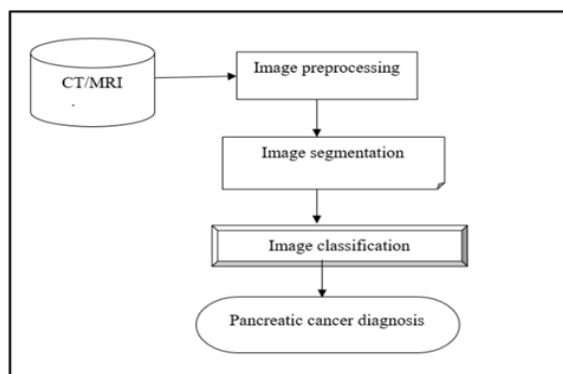 CT/MRI
Image preprocessing
Image segmentation
Image classification
Pancreatic cancer diagnosis